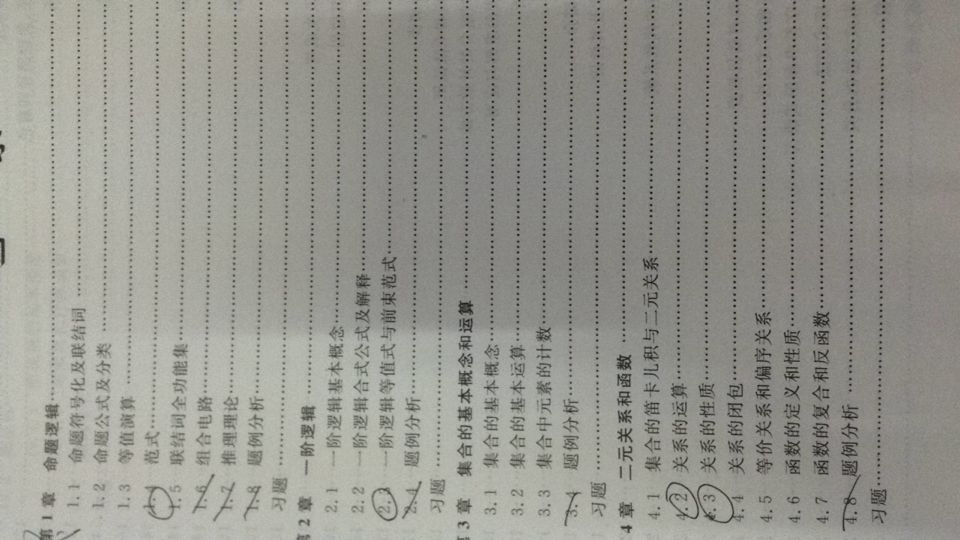 第1章 命题逻辑
1.1 命题符号化及联结词
1.2 命题公式及分类
1.3 等值演算
1.4 范式
1.5 联结词全功能集
1.6 组合电路
1.7 推理理论
1.8 题例分析
习题
第2章 一阶逻辑
2.1 一阶逻辑基本概念
2.2 一阶逻辑合式公式及解释
2.3 一阶逻辑等值式与前束范式
2.4 题例分析
习题
第3章 集合的基本概念和运算
3.1 集合的基本概念
3.2 集合的基本运算
3.3 集合中元素的计数
3.4 题例分析
习题
4章 二元关系和函数
4.1 集合的笛卡儿积与二元关系
4.2 关系的运算
4.3 关系的性质
4.4 关系的闭包
4.5 等价关系和偏序关系
4.6 函数的定义和性质
4.7 函数的复合和反函数
4.8 题例分析
习题